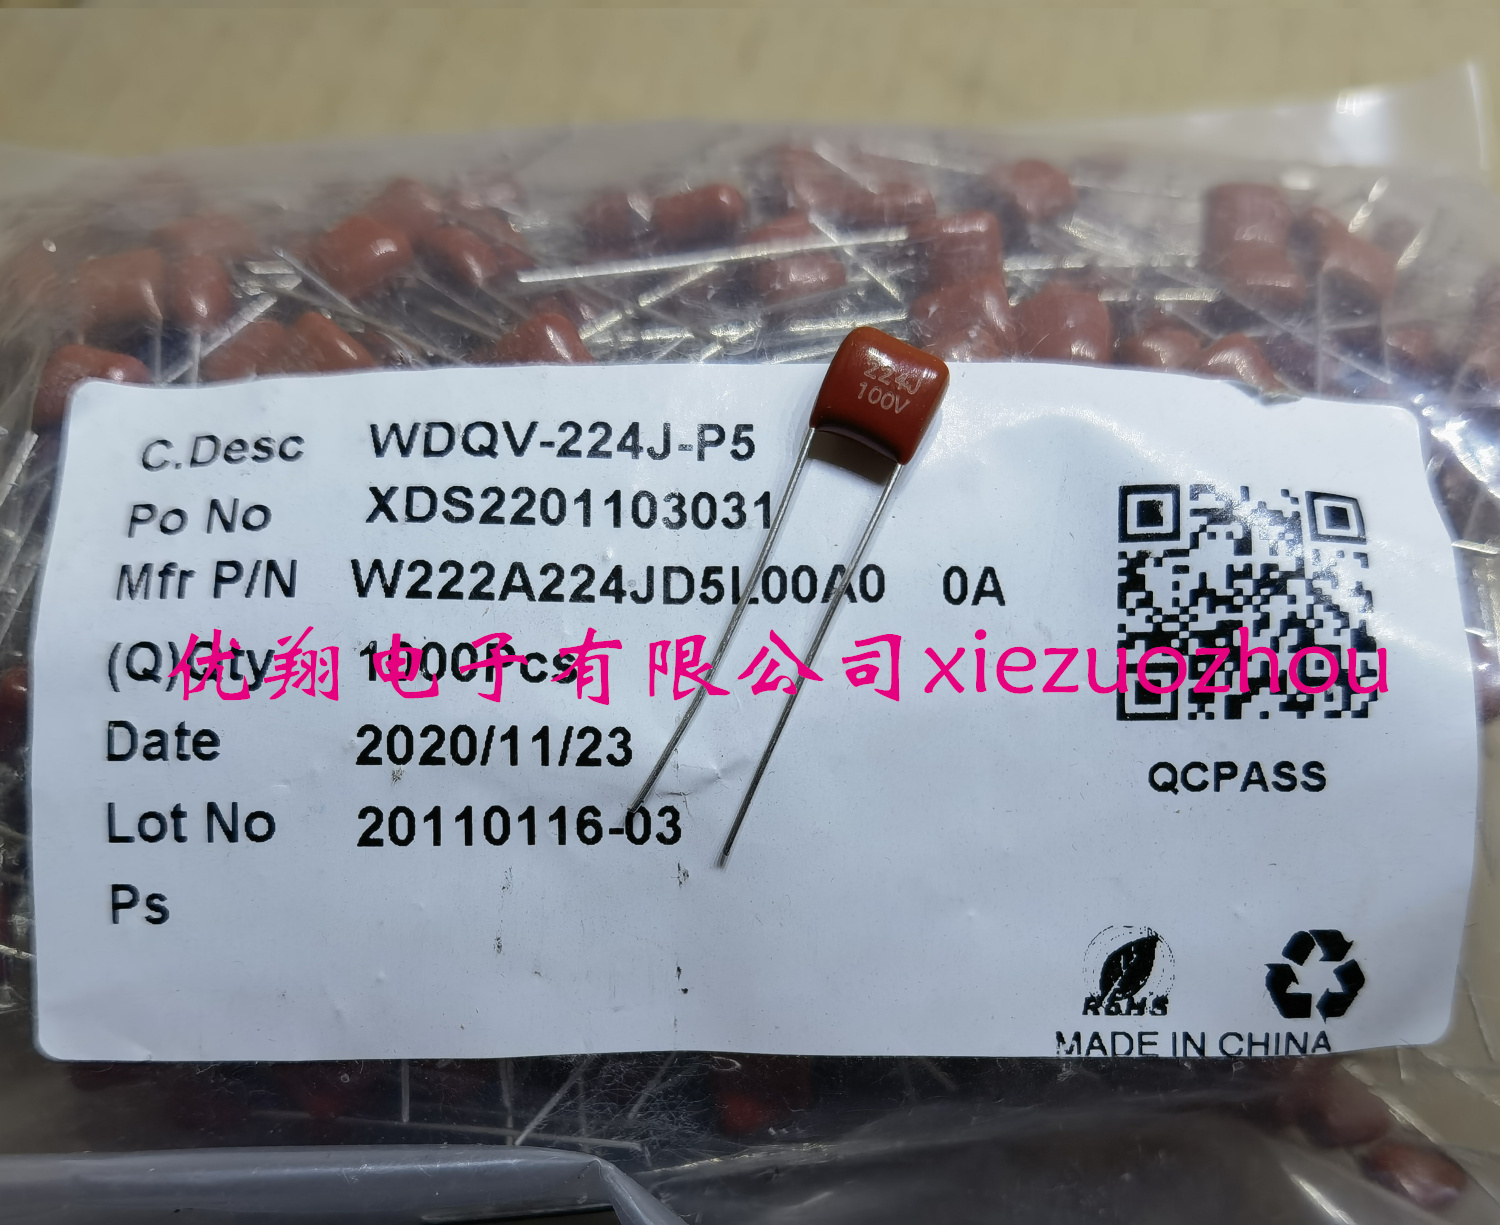 224J
100V
C.Desc WDQV-224J-P5
Po No XDS2201103031
Mfr P/N W222A224JD5L00A0 0A
(Q)Qty 1000Pcs
优翔电子有限公司xiezuozhou
Date 2020/11/23
Lot No 20110116-03
Ps
QCPASS
RoHS
MADE IN CHINA